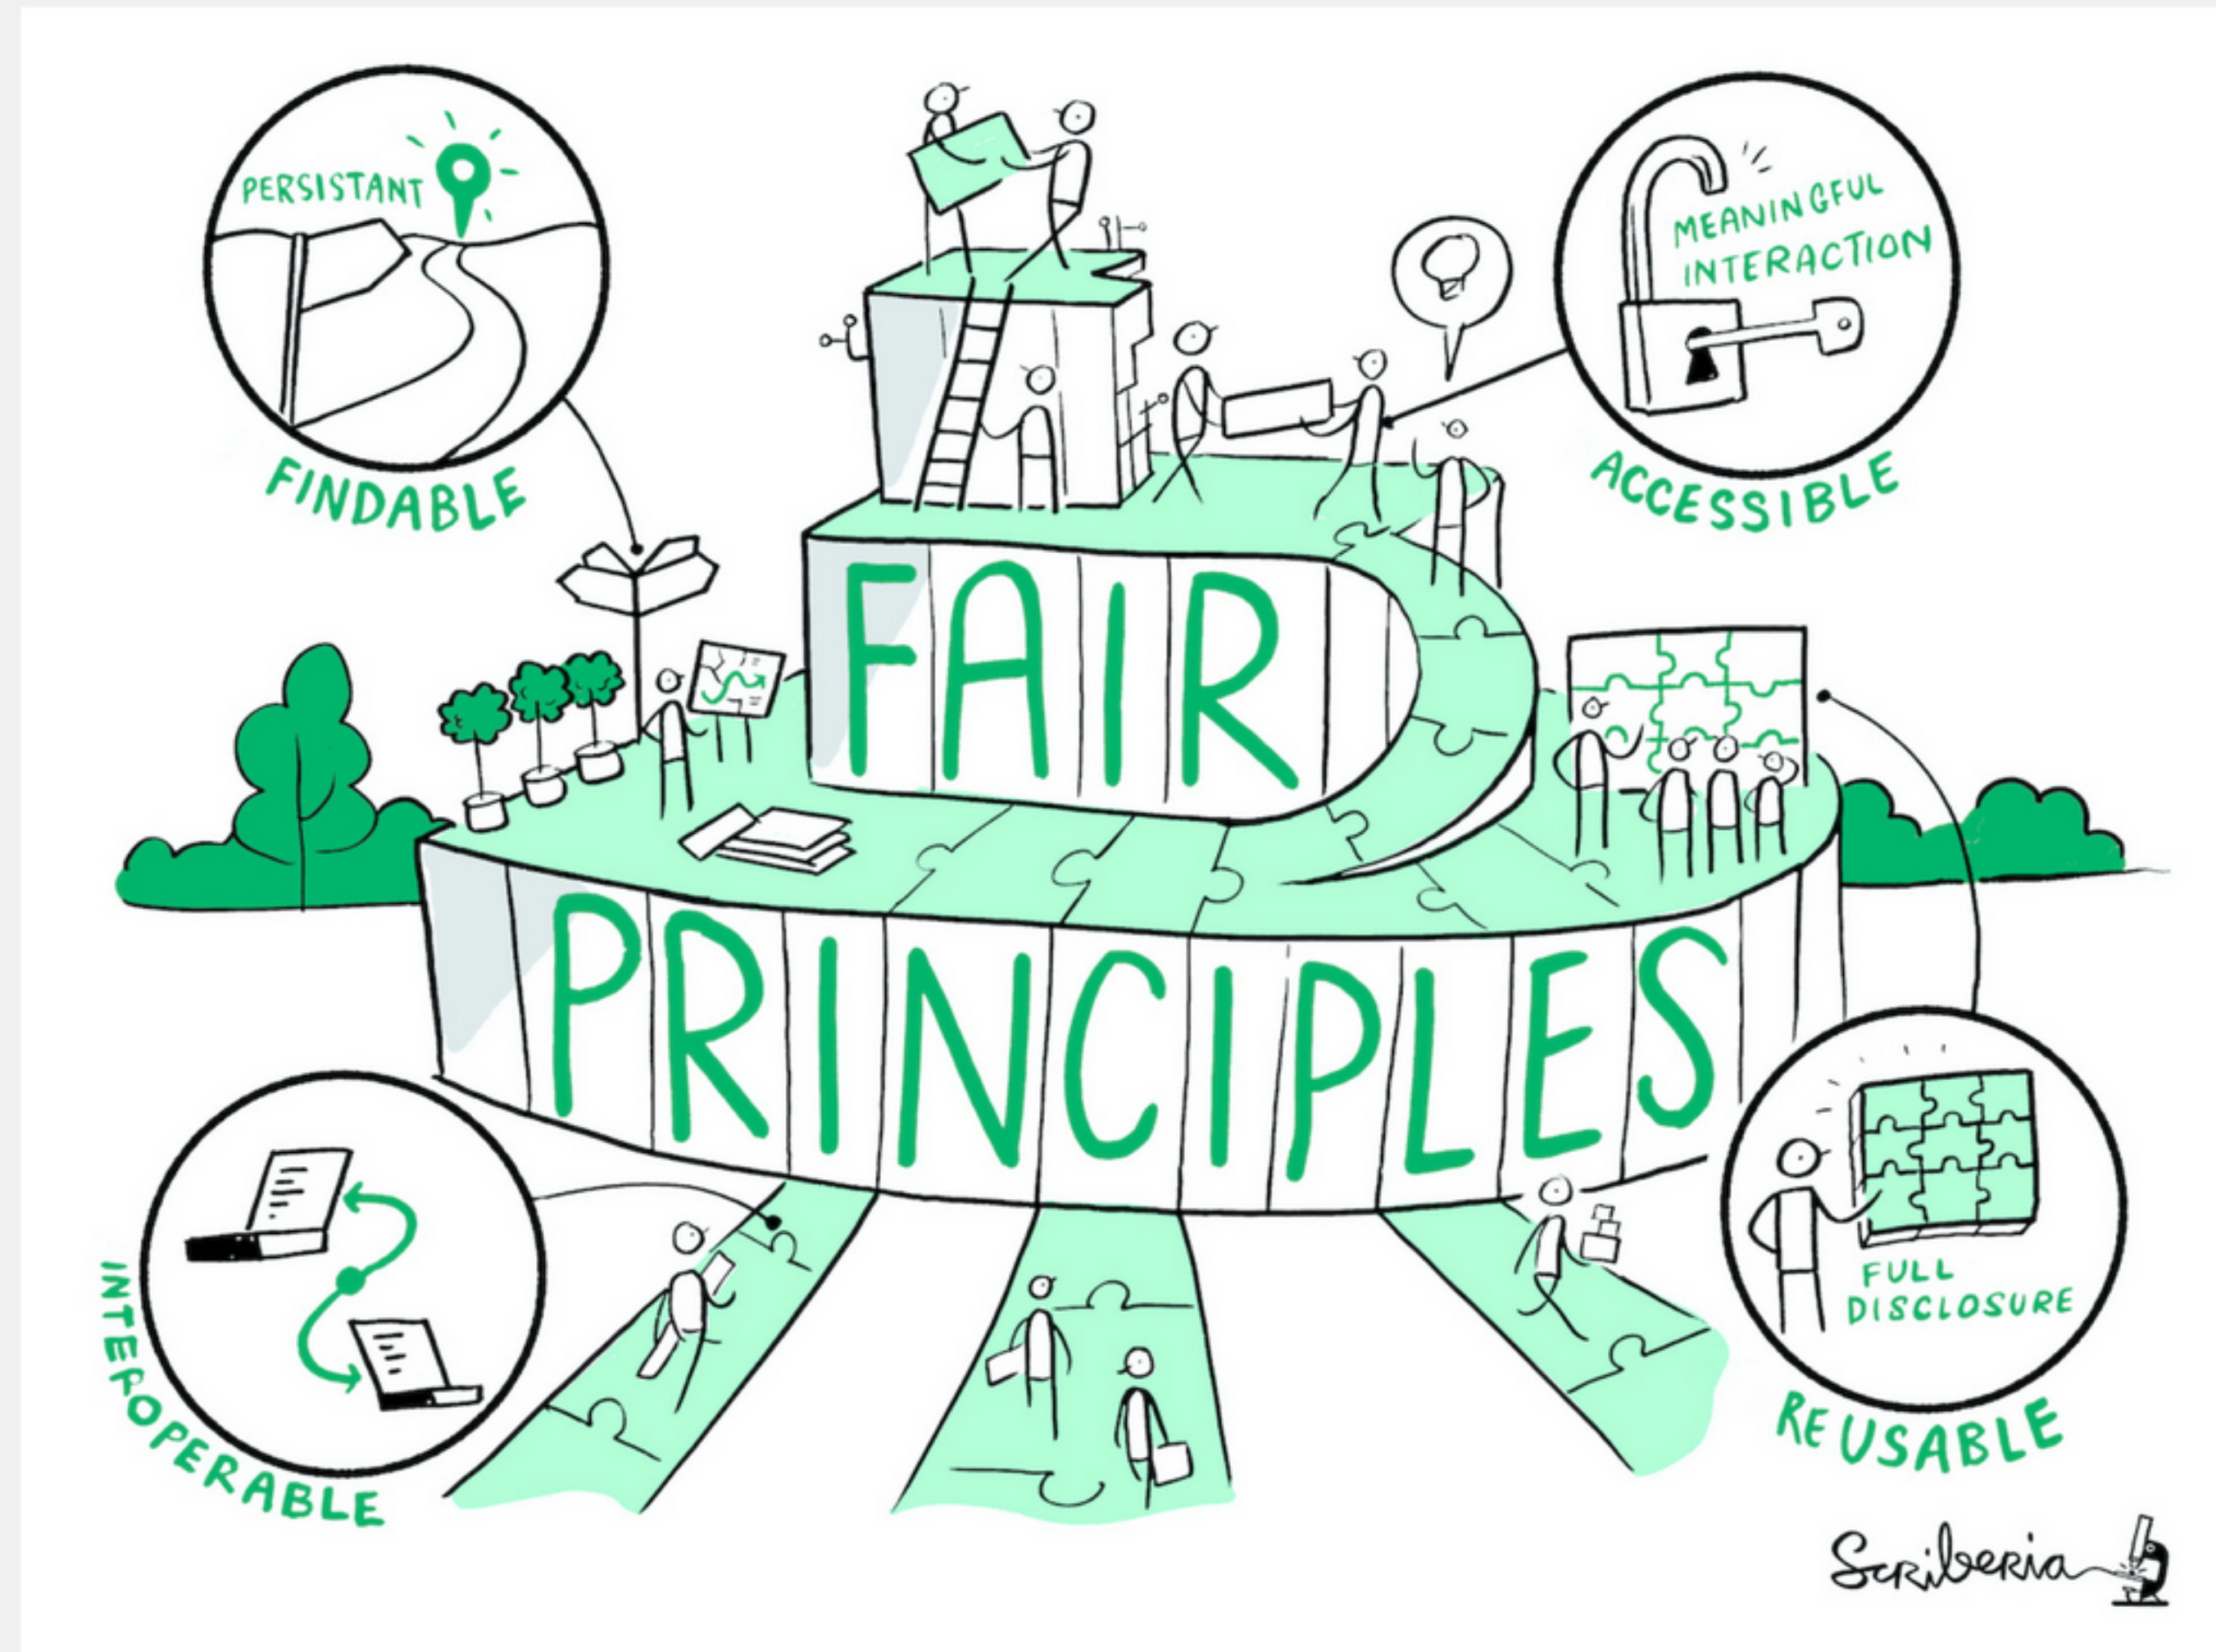 PERSISTANT
FINDABLE
MEANINGFUL
INTERACTION
ACCESSIBLE
FAIR
PRINCIPLES
INTEROPERABLE
FULL
DISCLOSURE
REUSABLE
Scriberia